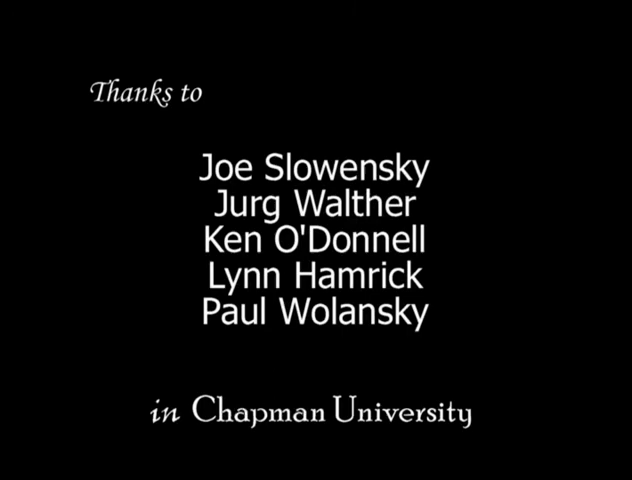 Thanks to
Joe Slowensky
Jurg Walther
Ken O'Donnell
Lynn Hamrick
Paul Wolansky
in Chapman University